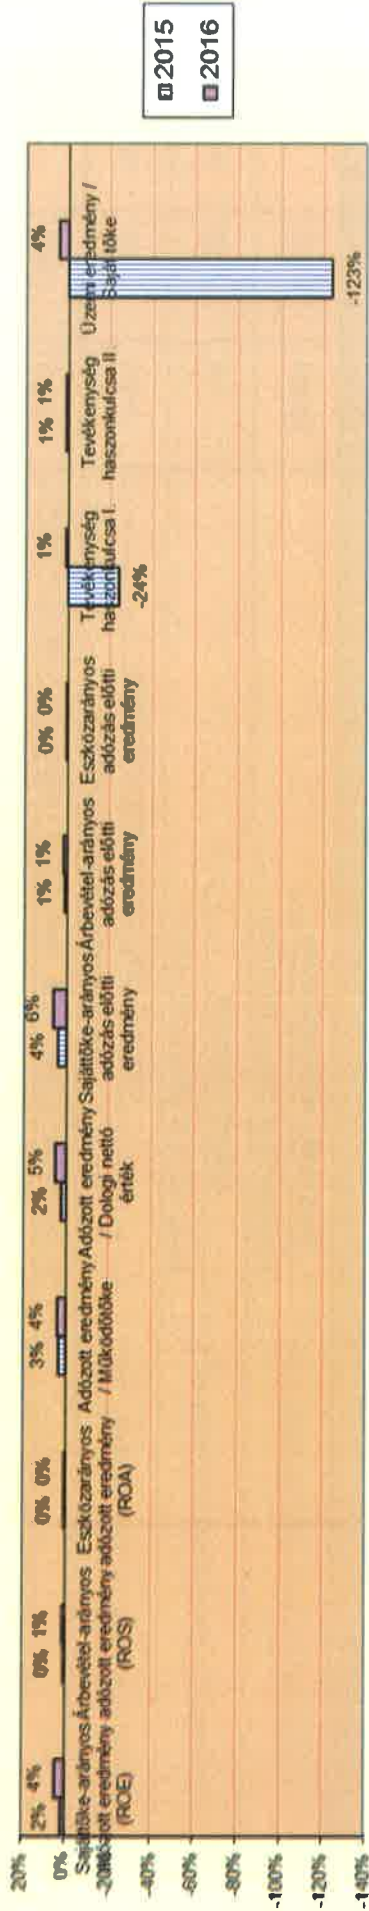 20%
0%
-20%
-40%
-60%
-80%
-100%
-120%
-140%
2% 4%
0% 1%
0% 0%
3% 4%
2% 5%
4% 6%
1% 1%
0% 0%
1%
-24%
1% 1%
4%
-123%
Sajáttőke-arányos
adózott eredmény
(ROE)
Árbevétel-arányos
adózott eredmény
(ROS)
Eszközarányos
adózott eredmény
(ROA)
Adózott eredmény
/ Működőtőke
Adózott eredmény
/ Dologi nettó
érték
Sajáttőke-arányos
adózás előtti
eredmény
Árbevétel-arányos
adózás előtti
eredmény
Eszközarányos
adózás előtti
eredmény
Tevékenység
haszonkulcsa I.
Tevékenység
haszonkulcsa II.
Üzemi eredmény /
Saját tőke
2015
2016